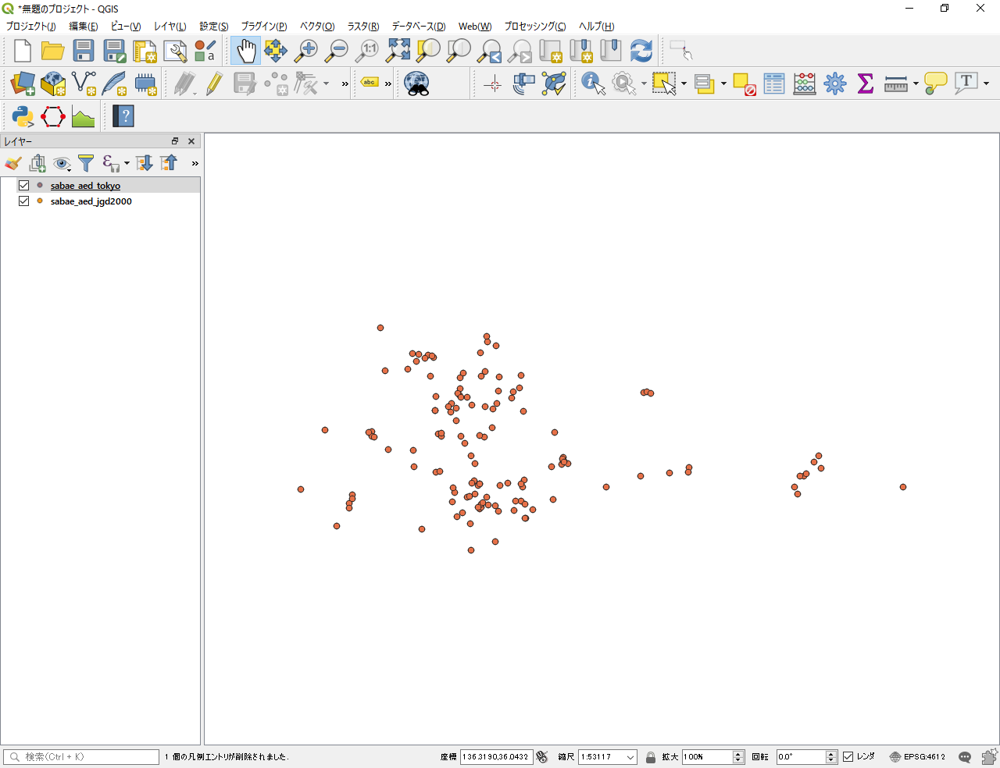 *無題のプロジェクト - QGIS
プロジェクト(J) 編集(E) ビュー(V) レイヤ(L) 設定(S) プラグイン(P) ベクタ(O) ラスタ(R) データベース(D) Web(W) プロセッシング(C) ヘルプ(H)
1:1
a
abc
T
?
レイヤー
sabae_aed_tokyo
sabae_aed_jgd2000
検索(Ctrl + K) 1 個の凡例エントリが削除されました. 座標 136.3190,36.0432 縮尺 1:53117 拡大 100% 回転 0.0° レンダ EPSG:4612